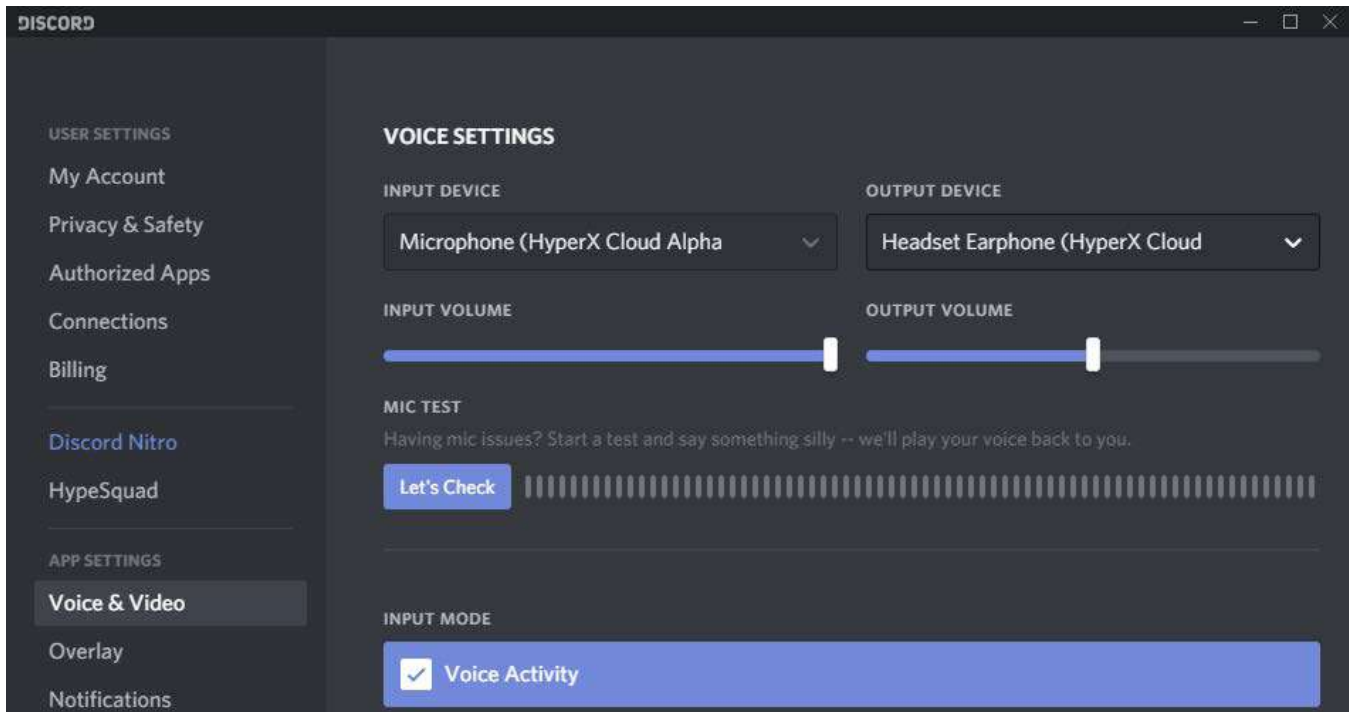 DISCORD
USER SETTINGS
My Account
Privacy & Safety
Authorized Apps
Connections
Billing
Discord Nitro
HypeSquad
APP SETTINGS
Voice & Video
Overlay
Notifications
VOICE SETTINGS
INPUT DEVICE
Microphone (HyperX Cloud Alpha
OUTPUT DEVICE
Headset Earphone (HyperX Cloud
INPUT VOLUME
OUTPUT VOLUME
MIC TEST
Having mic issues? Start a test and say something silly -- we'll play your voice back to you.
Let's Check
INPUT MODE
Voice Activity